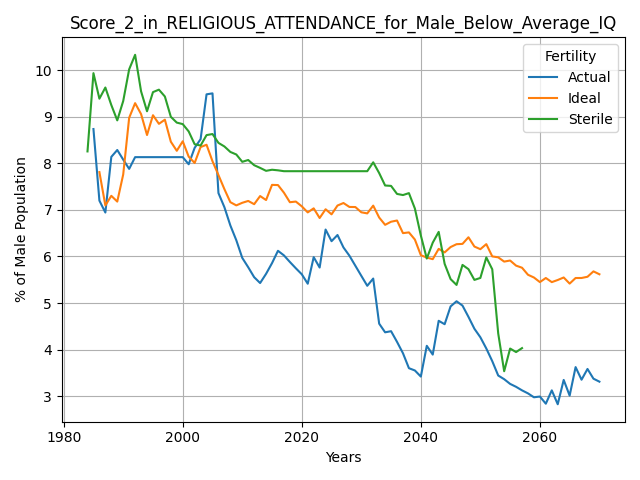 Score_2_in_RELIGIOUS_ATTENDANCE_for_Male_Below_Average_IQ
Fertility
Actual
Ideal
Sterile
% of Male Population
10
9
8
7
6
5
4
3
1980
2000
2020
2040
2060
Years